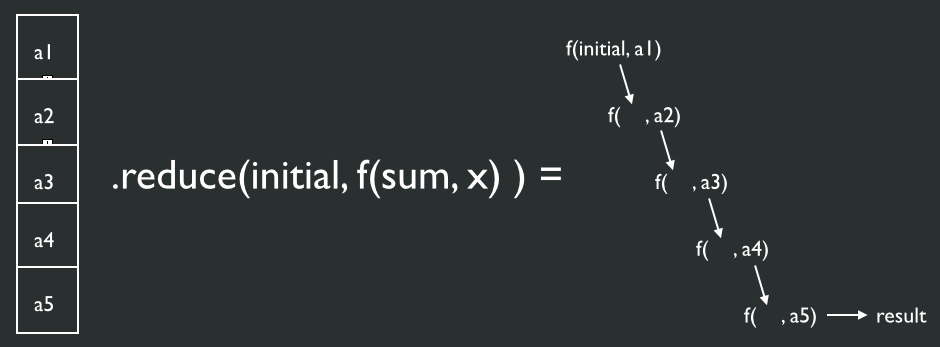 a1
a2
a3
a4
a5
.reduce(initial, f(sum, x) ) =
f(initial, a1)
f( , a2)
f( , a3)
f( , a4)
f( , a5)
result